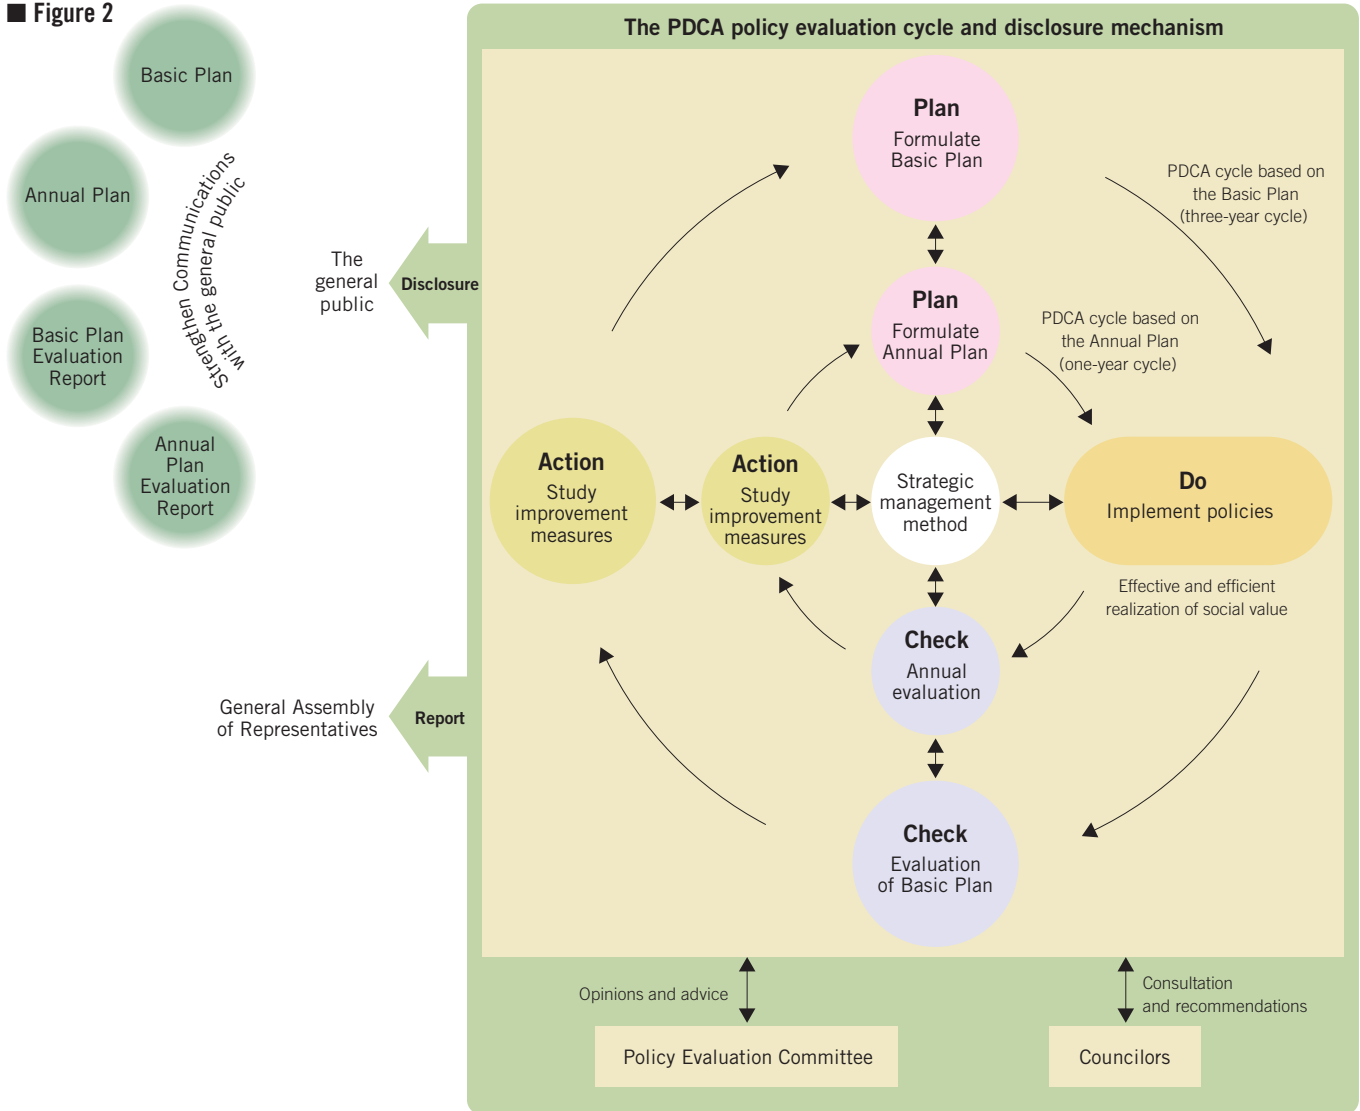 ■ Figure 2
Basic Plan
Annual Plan
Basic Plan
Evaluation
Report
Annual
Plan
Evaluation
Report
Strengthen Communications
with the general public
The
general
public
Disclosure
General Assembly
of Representatives
Report
The PDCA policy evaluation cycle and disclosure mechanism
Plan
Formulate
Basic Plan
PDCA cycle based on
the Basic Plan
(three-year cycle)
Plan
Formulate
Annual Plan
PDCA cycle based on
the Annual Plan
(one-year cycle)
Action
Study
improvement
measures
Action
Study
improvement
measures
Strategic
management
method
Do
Implement policies
Effective and efficient
realization of social value
Check
Annual
evaluation
Check
Evaluation
of Basic Plan
Opinions and advice
Consultation
and recommendations
Policy Evaluation Committee
Councilors